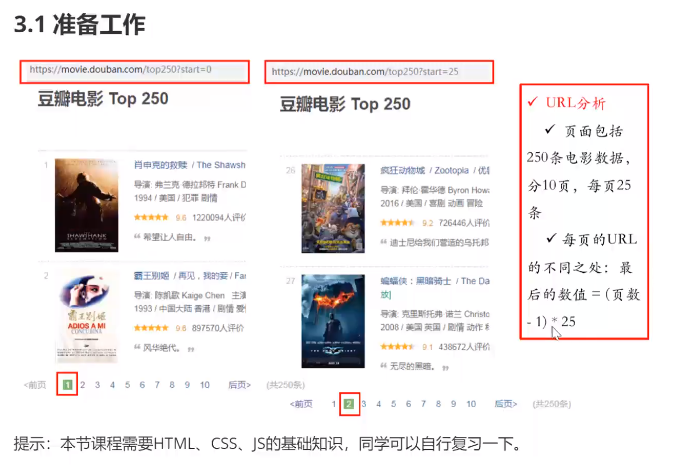 3.1 准备工作
https://movie.douban.com/top250?start=0
豆瓣电影 Top 250
1
肖申克的救赎 / The Shawsh
导演: 弗兰克 德拉邦特 Frank D
1994 / 美国 / 犯罪 剧情
9.6 1220094人评价
“ 希望让人自由。 ”
2
霸王别姬 / 再见，我的妾 / Far
导演: 陈凯歌 Kaige Chen 主演
1993 / 中国大陆 香港 / 剧情 爱
9.6 897570人评价
“ 风华绝代。 ”
<前页 1 2 3 4 5 6 7 8 9 10 后页> (共250条)
https://movie.douban.com/top250?start=25
豆瓣电影 Top 250
26
疯狂动物城 / Zootopia / 优
导演: 拜伦 霍华德 Byron Howa
2016 / 美国 / 喜剧 动画 冒险
9.2 726446人评价
“ 迪士尼给我们营造的乌托邦
27
蝙蝠侠：黑暗骑士 / The Da
故]
导演: 克里斯托弗 诺兰 Christo
2008 / 美国 英国 / 剧情 动作 科
9.1 438672人评价
“ 无尽的黑暗。 ”
<前页 1 2 3 4 5 6 7 8 9 10 后页> (共250条)
✓ URL分析
✓ 页面包括
250条电影数据，
分10页，每页25
条
✓ 每页的URL
的不同之处：最
后的数值 = (页数
- 1) * 25
提示：本节课程需要HTML、CSS、JS的基础知识，同学可以自行复习一下。